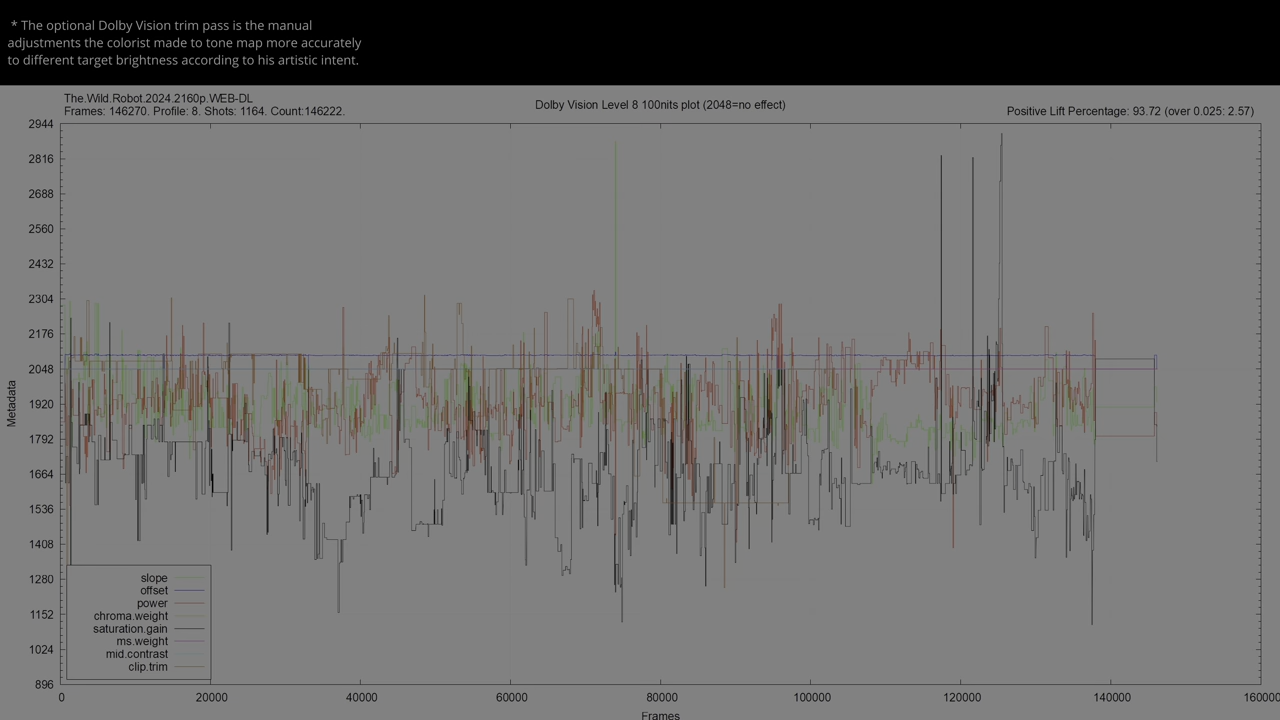 * The optional Dolby Vision trim pass is the manual
adjustments the colorist made to tone map more accurately
to different target brightness according to his artistic intent.
The.Wild.Robot.2024.2160p.WEB-DL
Frames: 146270. Profile: 8. Shots: 1164. Count:146222.
Dolby Vision Level 8 100nits plot (2048=no effect)
Positive Lift Percentage: 93.72 (over 0.025: 2.57)
2944
2816
2688
2560
2432
2304
2176
2048
1920
1792
1664
1536
1408
1280
1152
1024
896
Metadata
slope
offset
power
chroma.weight
saturation.gain
ms.weight
mid.contrast
clip.trim
0 20000 40000 60000 80000 100000 120000 140000 160000
Frames